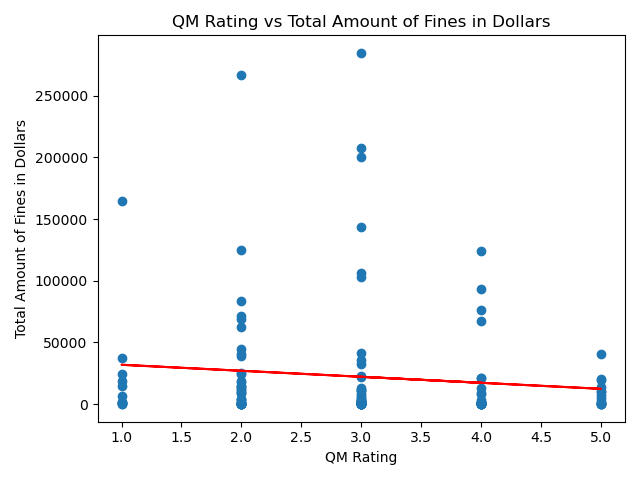 QM Rating vs Total Amount of Fines in Dollars
Total Amount of Fines in Dollars
250000
200000
150000
100000
50000
0
1.0 1.5 2.0 2.5 3.0 3.5 4.0 4.5 5.0
QM Rating